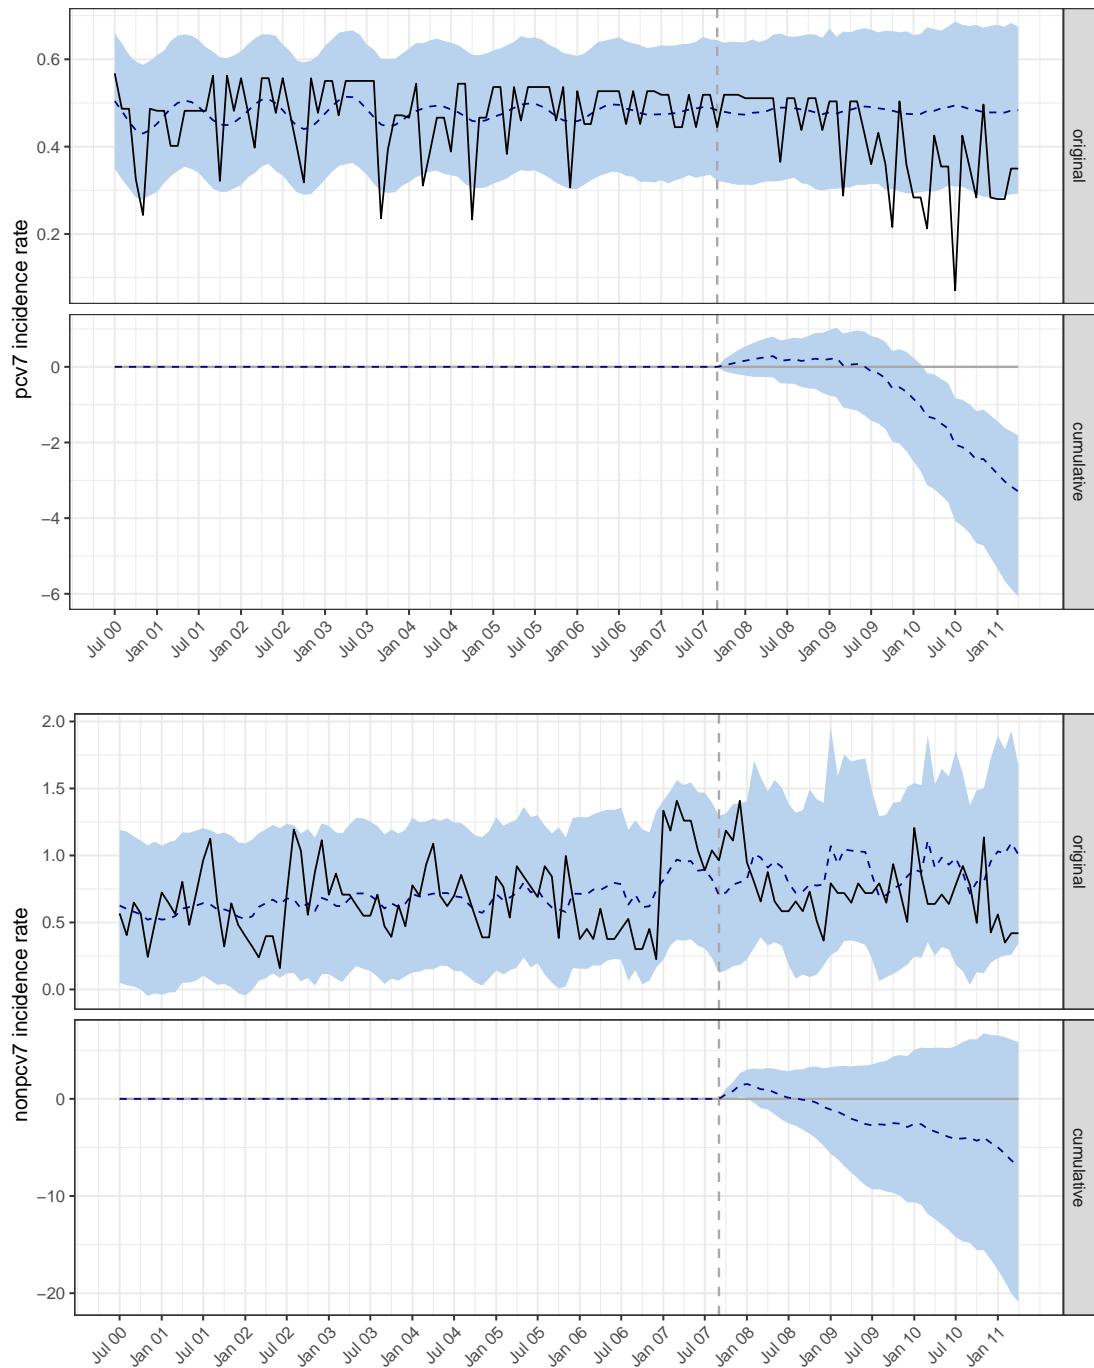 pcv7 incidence rate
0.6
0.4
0.2
original
0
−2
−4
−6
cumulative
Jul 00
Jan 01
Jul 01
Jan 02
Jul 02
Jan 03
Jul 03
Jan 04
Jul 04
Jan 05
Jul 05
Jan 06
Jul 06
Jan 07
Jul 07
Jan 08
Jul 08
Jan 09
Jul 09
Jan 10
Jul 10
Jan 11
nonpcv7 incidence rate
2.0
1.5
1.0
0.5
0.0
original
0
−10
−20
cumulative
Jul 00
Jan 01
Jul 01
Jan 02
Jul 02
Jan 03
Jul 03
Jan 04
Jul 04
Jan 05
Jul 05
Jan 06
Jul 06
Jan 07
Jul 07
Jan 08
Jul 08
Jan 09
Jul 09
Jan 10
Jul 10
Jan 11